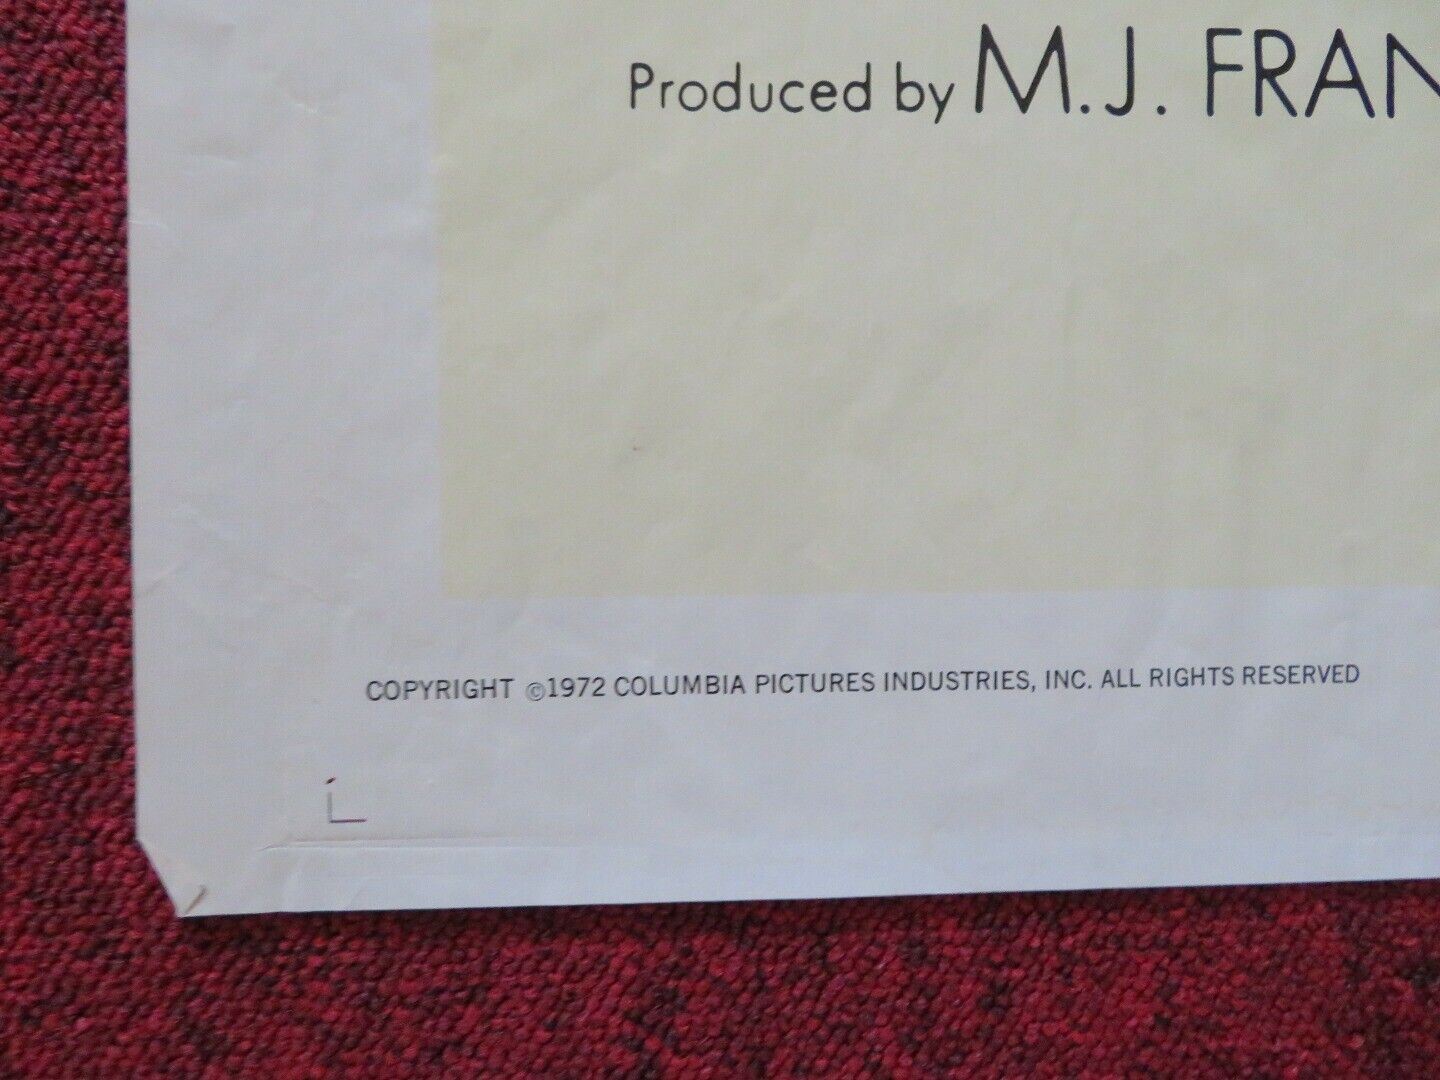 Produced by M.J. FRAN
COPYRIGHT ©1972 COLUMBIA PICTURES INDUSTRIES, INC. ALL RIGHTS RESERVED